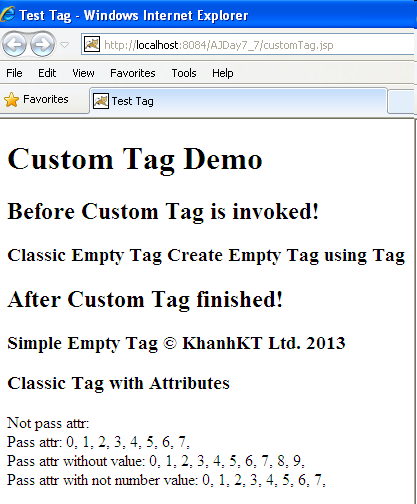 Test Tag - Windows Internet Explorer
http://localhost:8084/AJDay7_7/customTag.jsp
File Edit View Favorites Tools Help
Favorites Test Tag
Custom Tag Demo
Before Custom Tag is invoked!
Classic Empty Tag Create Empty Tag using Tag
After Custom Tag finished!
Simple Empty Tag © KhanhKT Ltd. 2013
Classic Tag with Attributes
Not pass attr:
Pass attr: 0, 1, 2, 3, 4, 5, 6, 7,
Pass attr without value: 0, 1, 2, 3, 4, 5, 6, 7, 8, 9,
Pass attr with not number value: 0, 1, 2, 3, 4, 5, 6, 7,